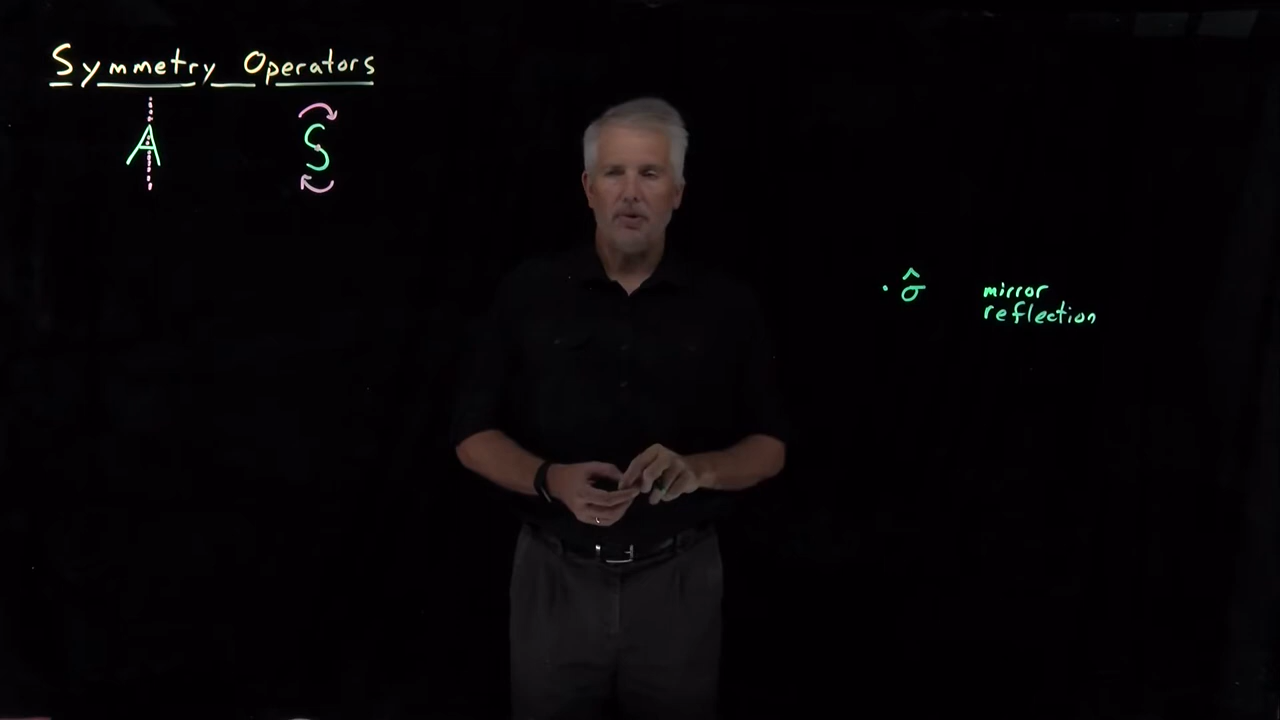 Symmetry Operators
A S
· σ̂ mirror
reflection